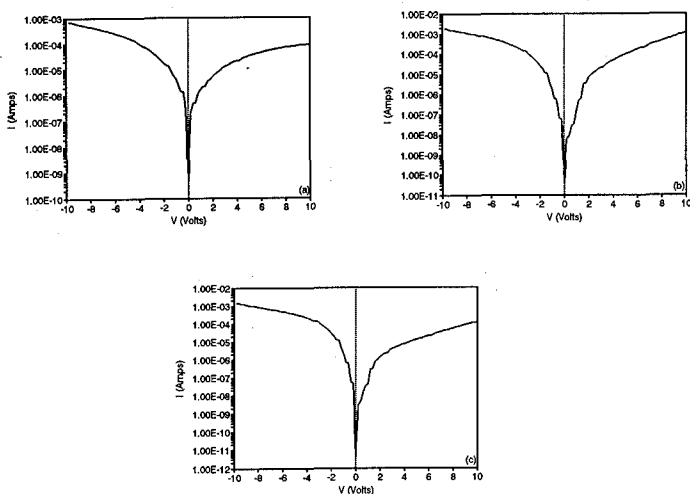 1.00E-03
1.00E-04
1.00E-05
1.00E-06
1.00E-07
1.00E-08
1.00E-09
1.00E-10
I (Amps)
-10 -8 -6 -4 -2 0 2 4 6 8 10
V (Volts)
(a)
1.00E-02
1.00E-03
1.00E-04
1.00E-05
1.00E-06
1.00E-07
1.00E-08
1.00E-09
1.00E-10
1.00E-11
I (Amps)
-10 -8 -6 -4 -2 0 2 4 6 8 10
V (Volts)
(b)
1.00E-02
1.00E-03
1.00E-04
1.00E-05
1.00E-06
1.00E-07
1.00E-08
1.00E-09
1.00E-10
1.00E-11
1.00E-12
I (Amps)
-10 -8 -6 -4 -2 0 2 4 6 8 10
V (Volts)
(c)